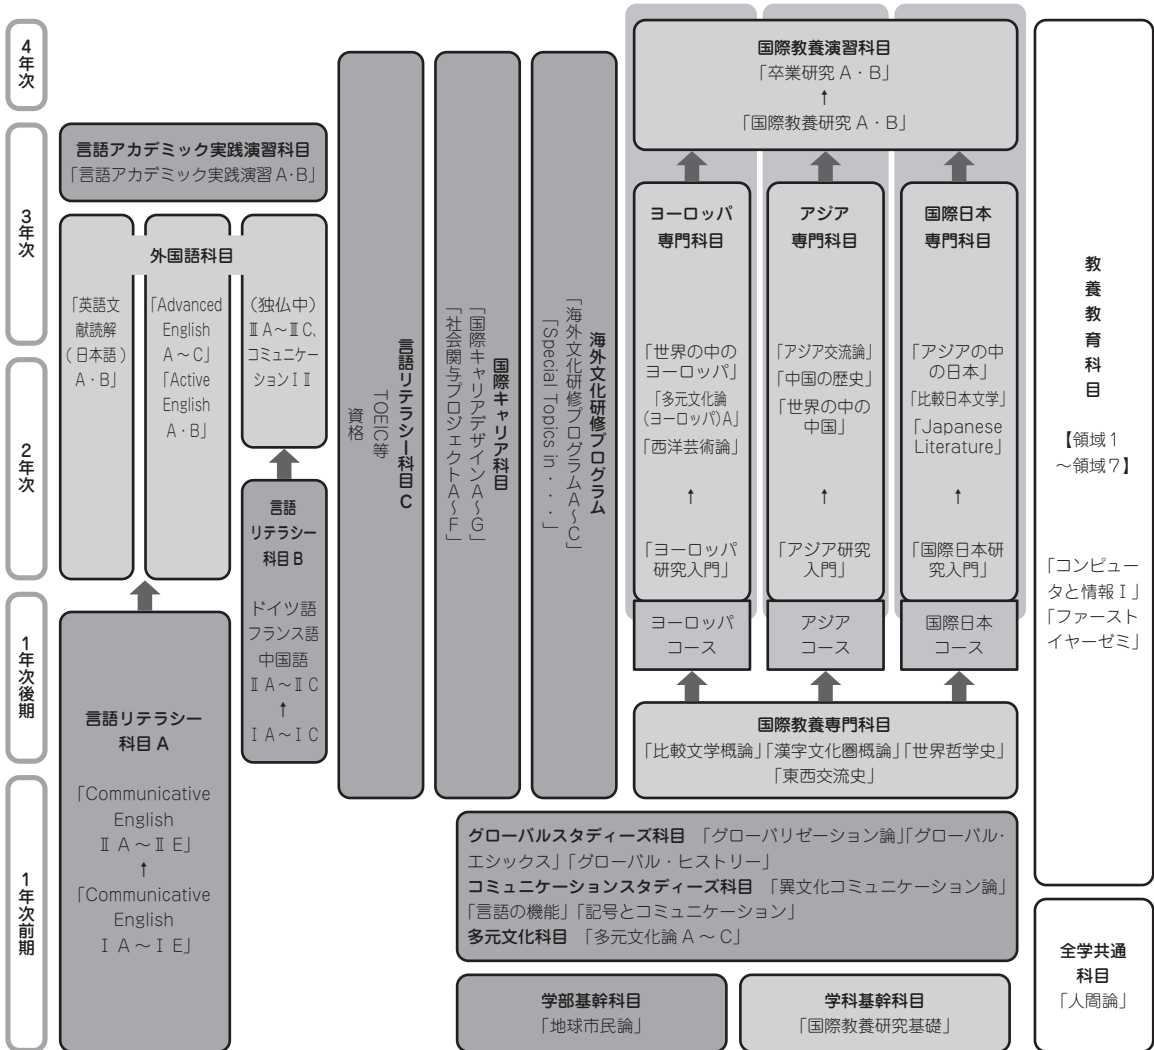 4年次
3年次
2年次
1年次後期
1年次前期
言語アカデミック実践演習科目
「言語アカデミック実践演習A・B」
外国語科目
「英語文
献読解
(日本語)
A・B」
「Advanced
English
A～C」
「Active
English
A・B」
(独仏中)
ⅡA～ⅡC、
コミュニケー
ションⅠⅡ
言語
リテラシー
科目B
ドイツ語
フランス語
中国語
ⅡA～ⅡC
↑
ⅠA～ⅠC
言語リテラシー
科目A
「Communicative
English
ⅡA～ⅡE」
↑
「Communicative
English
ⅠA～ⅠE」
言語リテラシー科目C
TOEIC等
資格
国際キャリア科目
「国際キャリアデザインA～G」
「社会関与プロジェクトA～F」
海外文化研修プログラム
「海外文化研修プログラムA～C」
「Special Topics in・・・」
国際教養演習科目
「卒業研究A・B」
↑
「国際教養研究A・B」
ヨーロッパ
専門科目
「世界の中の
ヨーロッパ」
「多元文化論
(ヨーロッパ)A」
「西洋芸術論」
↑
「ヨーロッパ
研究入門」
ヨーロッパ
コース
アジア
専門科目
「アジア交流論」
「中国の歴史」
「世界の中の
中国」
↑
「アジア研究
入門」
アジア
コース
国際日本
専門科目
「アジアの中
の日本」
「比較日本文学」
「Japanese
Literature」
↑
「国際日本研
究入門」
国際日本
コース
国際教養専門科目
「比較文学概論」「漢字文化圏概論」「世界哲学史」
「東西交流史」
グローバルスタディーズ科目 「グローバリゼーション論」「グローバル・
エシックス」「グローバル・ヒストリー」
コミュニケーションスタディーズ科目 「異文化コミュニケーション論」
「言語の機能」「記号とコミュニケーション」
多元文化科目 「多元文化論A～C」
学部基幹科目
「地球市民論」
学科基幹科目
「国際教養研究基礎」
教養教育科目
【領域1
～領域7】
「コンピュー
タと情報Ⅰ」
「ファースト
イヤーゼミ」
全学共通
科目
「人間論」